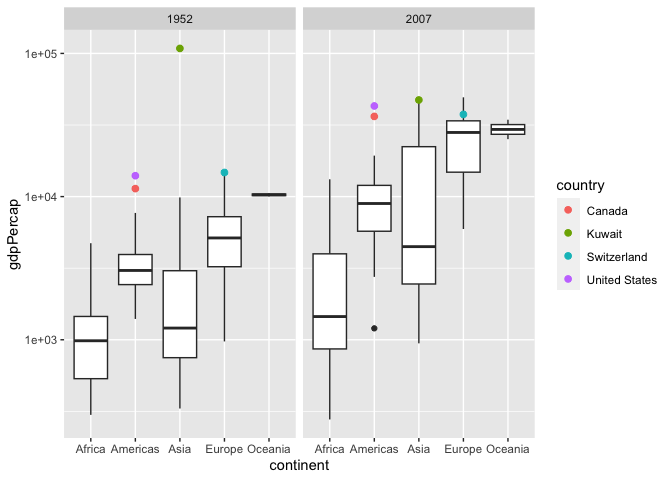 1952
2007
gdpPercap
1e+05
1e+04
1e+03
Africa Americas Asia Europe Oceania
Africa Americas Asia Europe Oceania
continent
country
Canada
Kuwait
Switzerland
United States